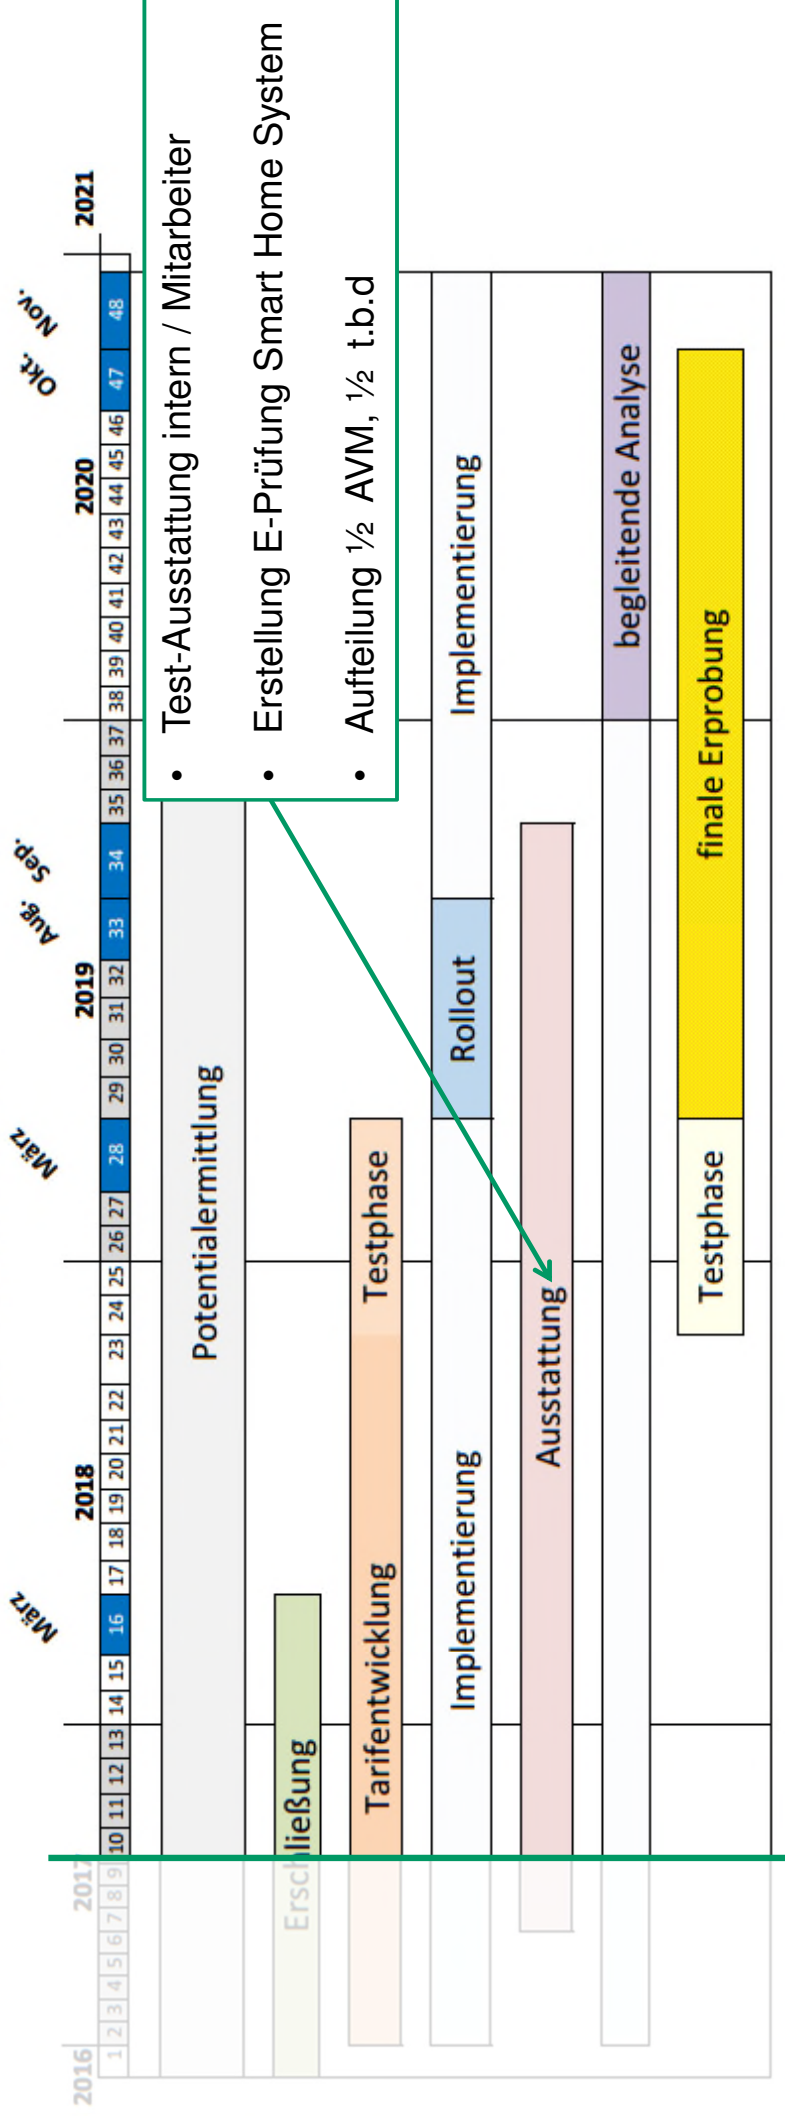 2016 2017 2018 2019 2020 2021
März März Aug. Sep. Okt. Nov.
1 2 3 4 5 6 7 8 9 10 11 12 13 14 15 16 17 18 19 20 21 22 23 24 25 26 27 28 29 30 31 32 33 34 35 36 37 38 39 40 41 42 43 44 45 46 47 48
• Test-Ausstattung intern / Mitarbeiter
• Erstellung E-Prüfung Smart Home System
• Aufteilung ½ AVM, ½ t.b.d
Potentialermittlung
Erschließung
Tarifentwicklung Testphase
Implementierung Rollout Implementierung
Ausstattung
begleitende Analyse
Testphase finale Erprobung